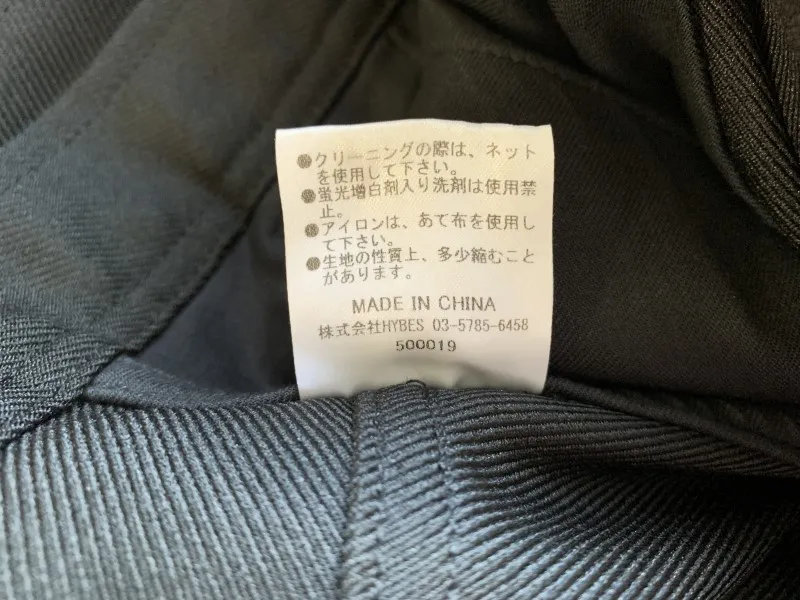 ●クリーニングの際は、ネット
を使用して下さい。
●蛍光増白剤入り洗剤は使用禁
止。
●アイロンは、あて布を使用し
て下さい。
●生地の性質上、多少縮むこと
があります。
MADE IN CHINA
株式会社HYBES 03-5785-6458
500019